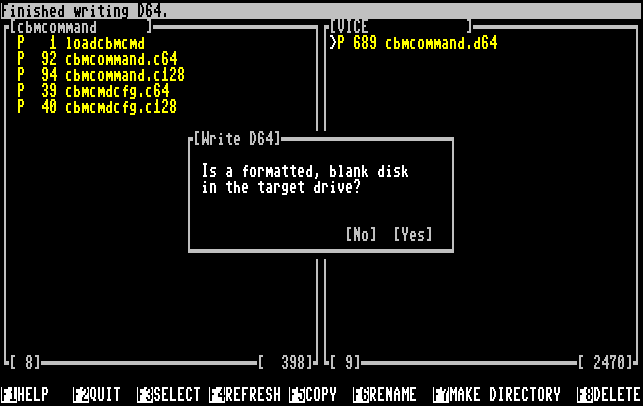 Finished writing D64.
[cbmcommand ]
P 1 loadcbmcmd
P 92 cbmcommand.c64
P 94 cbmcommand.c128
P 39 cbmcmdcfg.c64
P 40 cbmcmdcfg.c128
[ 8] [ 398]
[VICE ]
>P 689 cbmcommand.d64
[ 9] [ 2470]
[Write D64]
Is a formatted, blank disk
in the target drive?
[No] [Yes]
F1HELP F2QUIT F3SELECT F4REFRESH F5COPY F6RENAME F7MAKE DIRECTORY F8DELETE